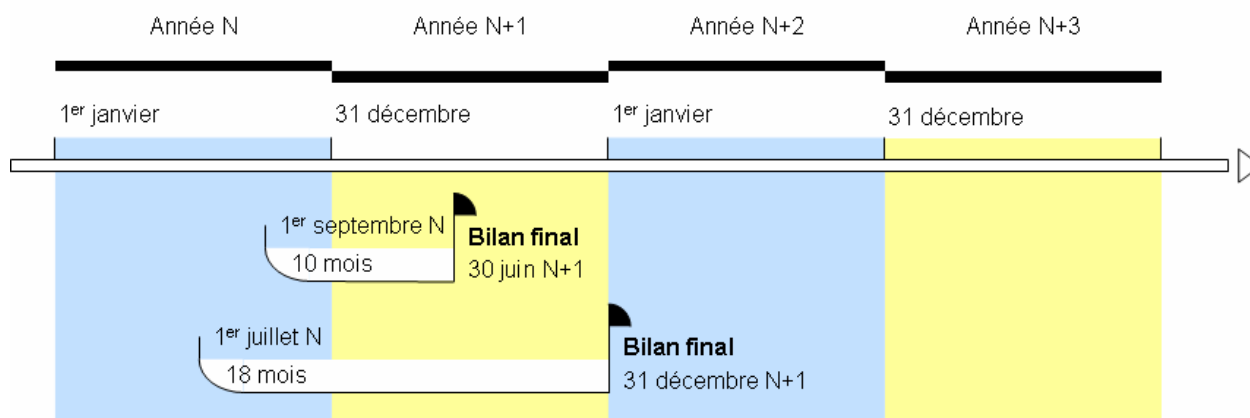 Année N
Année N+1
Année N+2
Année N+3
1er janvier
31 décembre
1er janvier
31 décembre
1er septembre N
10 mois
Bilan final
30 juin N+1
1er juillet N
18 mois
Bilan final
31 décembre N+1